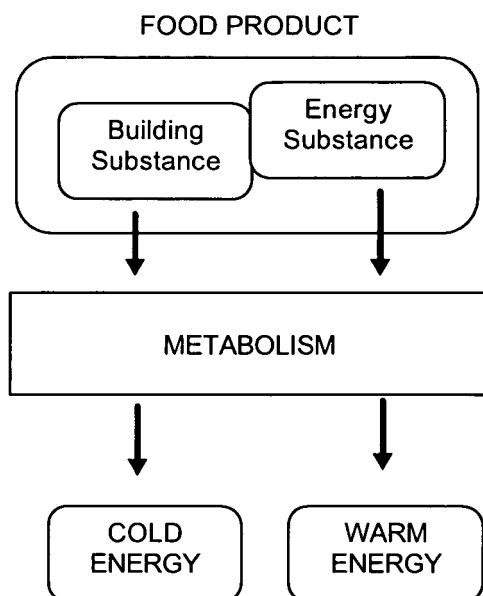 FOOD PRODUCT
Building
Substance
Energy
Substance
METABOLISM
COLD
ENERGY
WARM
ENERGY